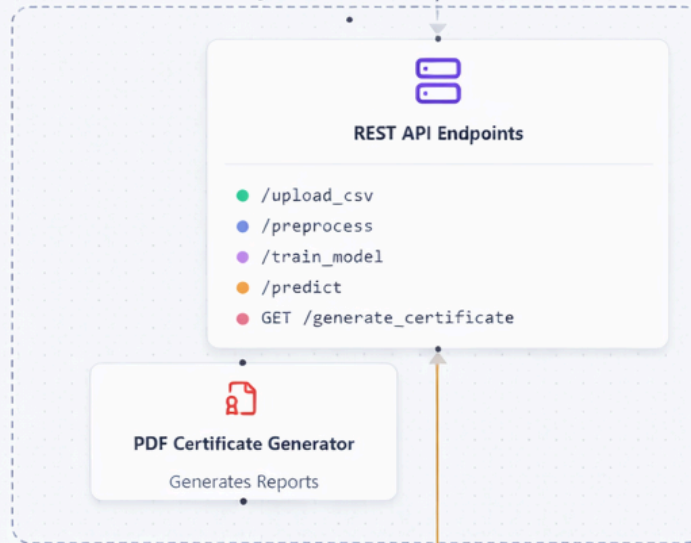 REST API Endpoints
/upload_csv
/preprocess
/train_model
/predict
GET /generate_certificate
PDF Certificate Generator
Generates Reports